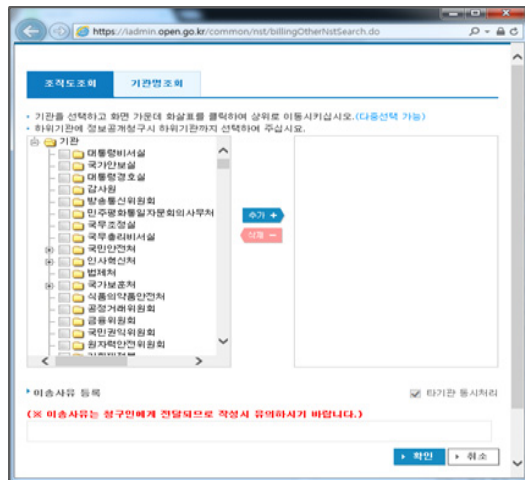 https://iadmin.open.go.kr/common/nst/billingOtherNstSearch.do
조직도조회 기관명조회
기관을 선택하고 화면 가운데 화살표를 클릭하여 상위로 이동시키십시오.(다중선택 가능)
하위기관에 정보공개청구시 하위기관까지 선택하여 주십시요.
기관
대통령비서실
국가안보실
대통령경호실
감사원
방송통신위원회
민주평화통일자문회의사무처
국무조정실
국무총리비서실
국민안전처
인사혁신처
법제처
국가보훈처
식품의약품안전처
공정거래위원회
금융위원회
국민권익위원회
원자력안전위원회
추가 +
삭제 −
이송사유 등록
타기관 동시처리
(※ 이송사유는 청구인에게 전달되므로 작성시 유의하시기 바랍니다.)
확인 취소